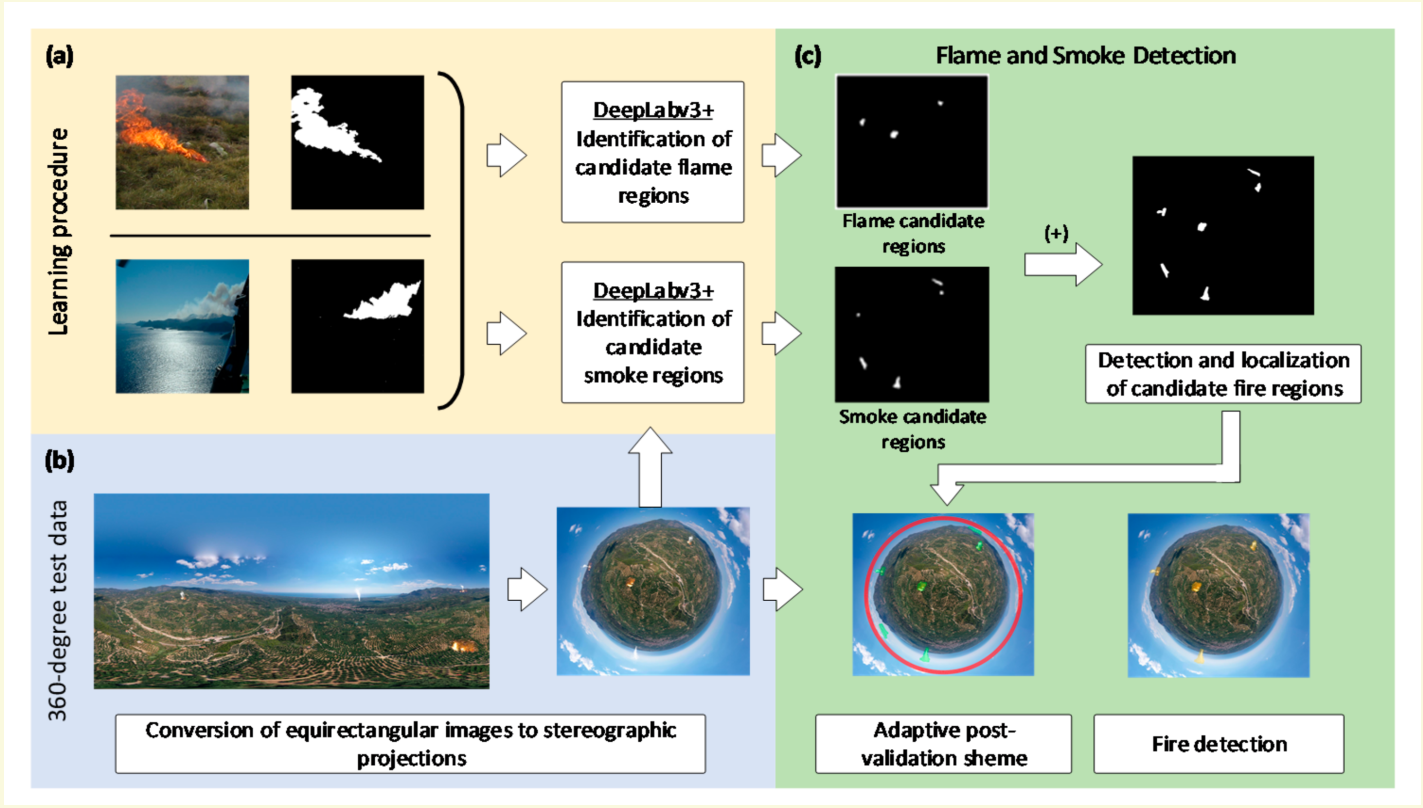 (a)
Learning procedure
DeepLabv3+
Identification of
candidate flame
regions
DeepLabv3+
Identification of
candidate
smoke regions
(b)
360-degree test data
Conversion of equirectangular images to stereographic
projections
(c)
Flame and Smoke Detection
Flame candidate
regions
(+)
Smoke candidate
regions
Detection and localization
of candidate fire regions
Adaptive post-
validation sheme
Fire detection